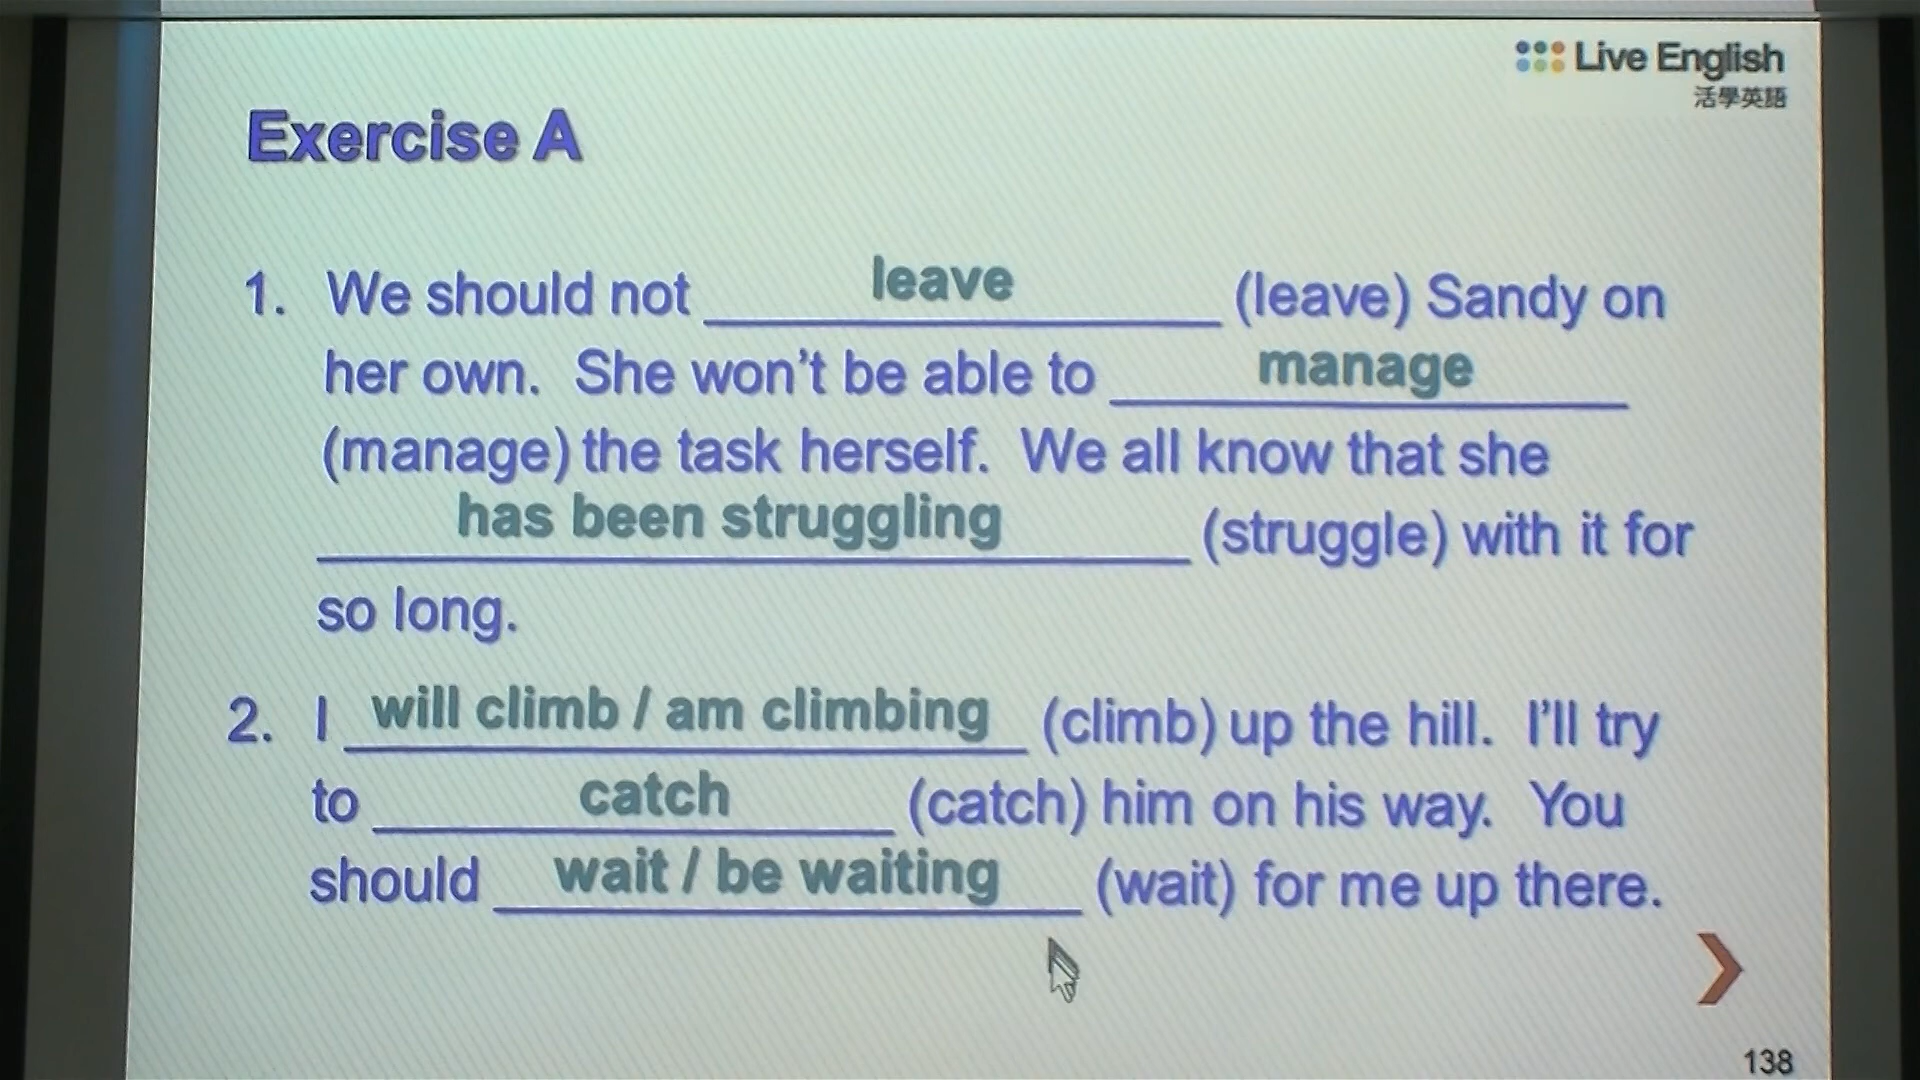 Live English
活學英語
Exercise A
1. We should not leave (leave) Sandy on
her own. She won't be able to manage
(manage) the task herself. We all know that she
has been struggling (struggle) with it for
so long.
2. I will climb / am climbing (climb) up the hill. I'll try
to catch (catch) him on his way. You
should wait / be waiting (wait) for me up there.
138